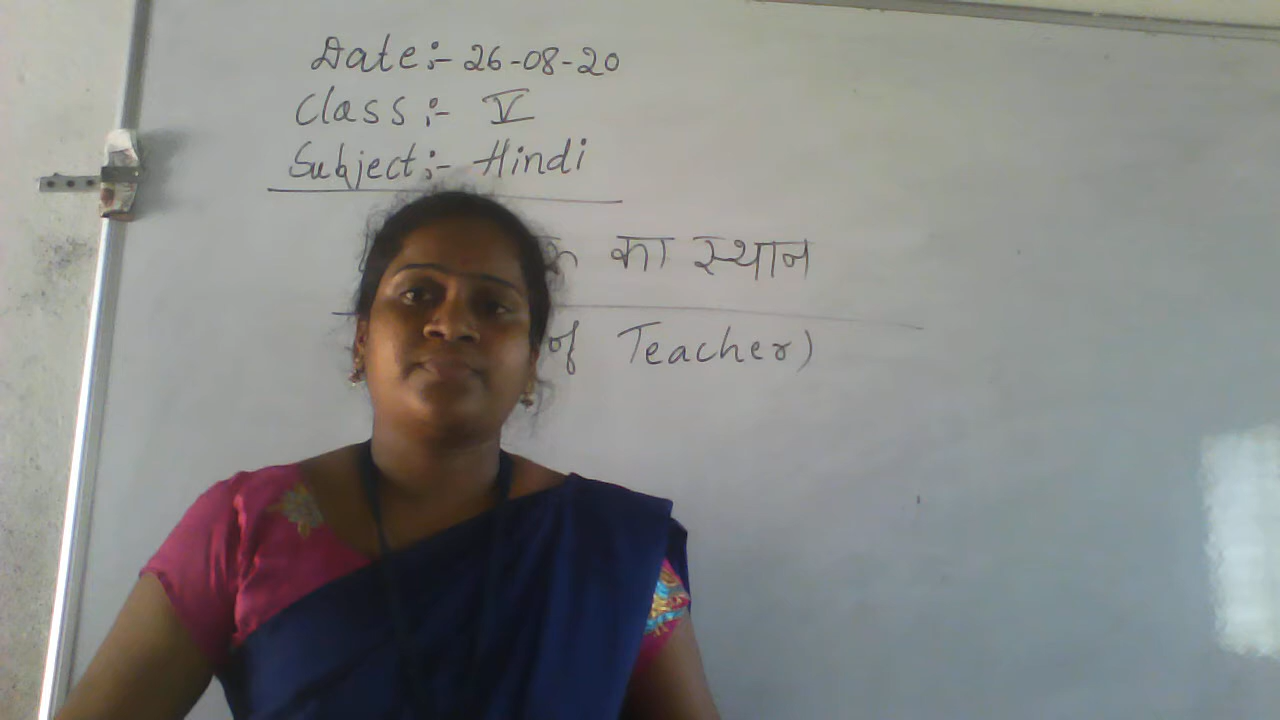 Date:- 26-08-20
Class:- V
Subject:- Hindi
का स्थान
of Teacher)